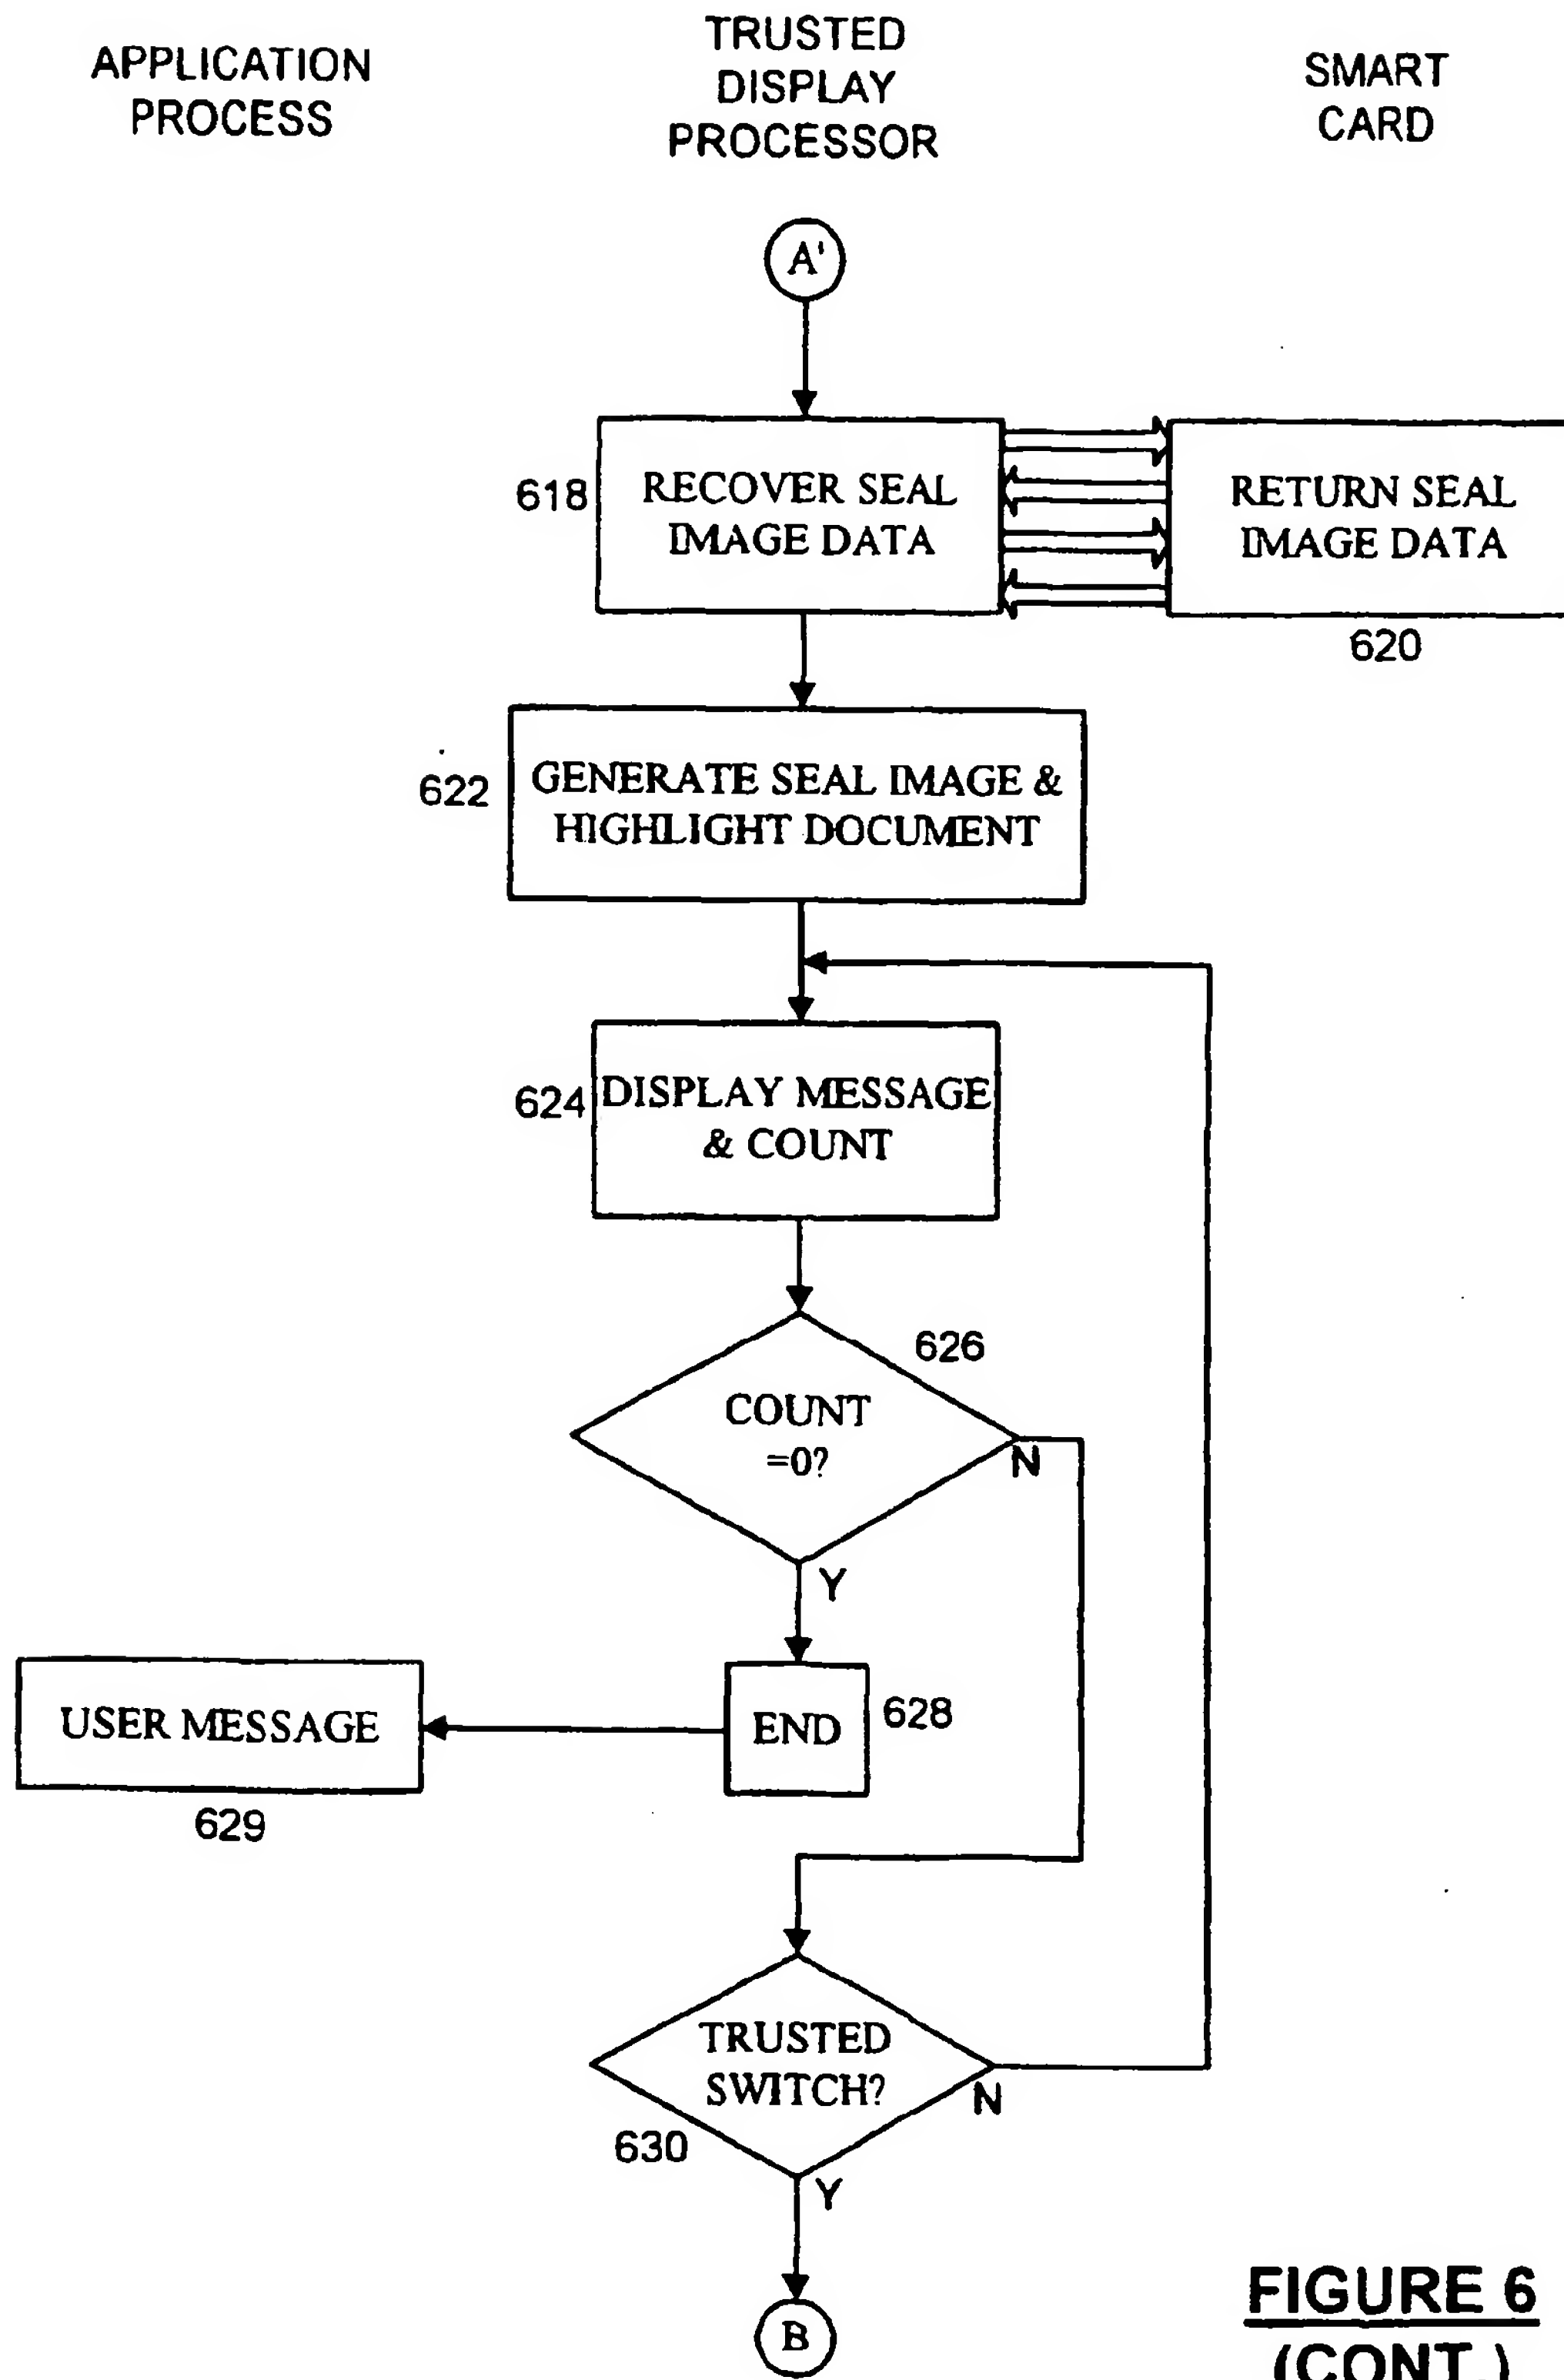 APPLICATION
PROCESS
TRUSTED
DISPLAY
PROCESSOR
SMART
CARD
A'
618
RECOVER SEAL
IMAGE DATA
RETURN SEAL
IMAGE DATA
620
622
GENERATE SEAL IMAGE &
HIGHLIGHT DOCUMENT
624
DISPLAY MESSAGE
& COUNT
626
COUNT
=0?
N
Y
USER MESSAGE
629
END
628
TRUSTED
SWITCH?
N
630
Y
B
FIGURE 6
(CONT.)